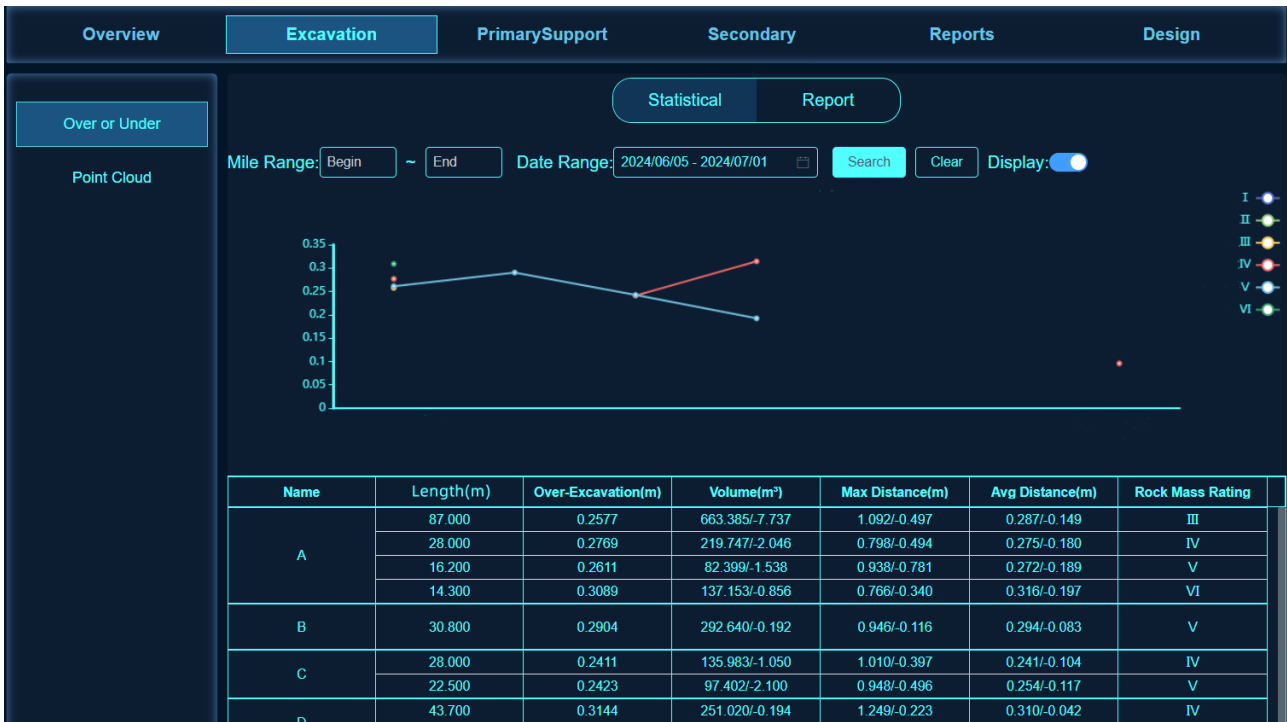 Overview Excavation PrimarySupport Secondary Reports Design
Over or Under
Point Cloud
Statistical Report
Mile Range: Begin ~ End Date Range: 2024/06/05 - 2024/07/01 Search Clear Display:
I
II
III
IV
V
VI
0.35
0.3
0.25
0.2
0.15
0.1
0.05
0
Name Length(m) Over-Excavation(m) Volume(m³) Max Distance(m) Avg Distance(m) Rock Mass Rating
A
87.000 0.2577 663.385/-7.737 1.092/-0.497 0.287/-0.149 III
28.000 0.2769 219.747/-2.046 0.798/-0.494 0.275/-0.180 IV
16.200 0.2611 82.399/-1.538 0.938/-0.781 0.272/-0.189 V
14.300 0.3089 137.153/-0.856 0.766/-0.340 0.316/-0.197 VI
B 30.800 0.2904 292.640/-0.192 0.946/-0.116 0.294/-0.083 V
C
28.000 0.2411 135.983/-1.050 1.010/-0.397 0.241/-0.104 IV
22.500 0.2423 97.402/-2.100 0.948/-0.496 0.254/-0.117 V
D
43.700 0.3144 251.020/-0.194 1.249/-0.223 0.310/-0.042 IV